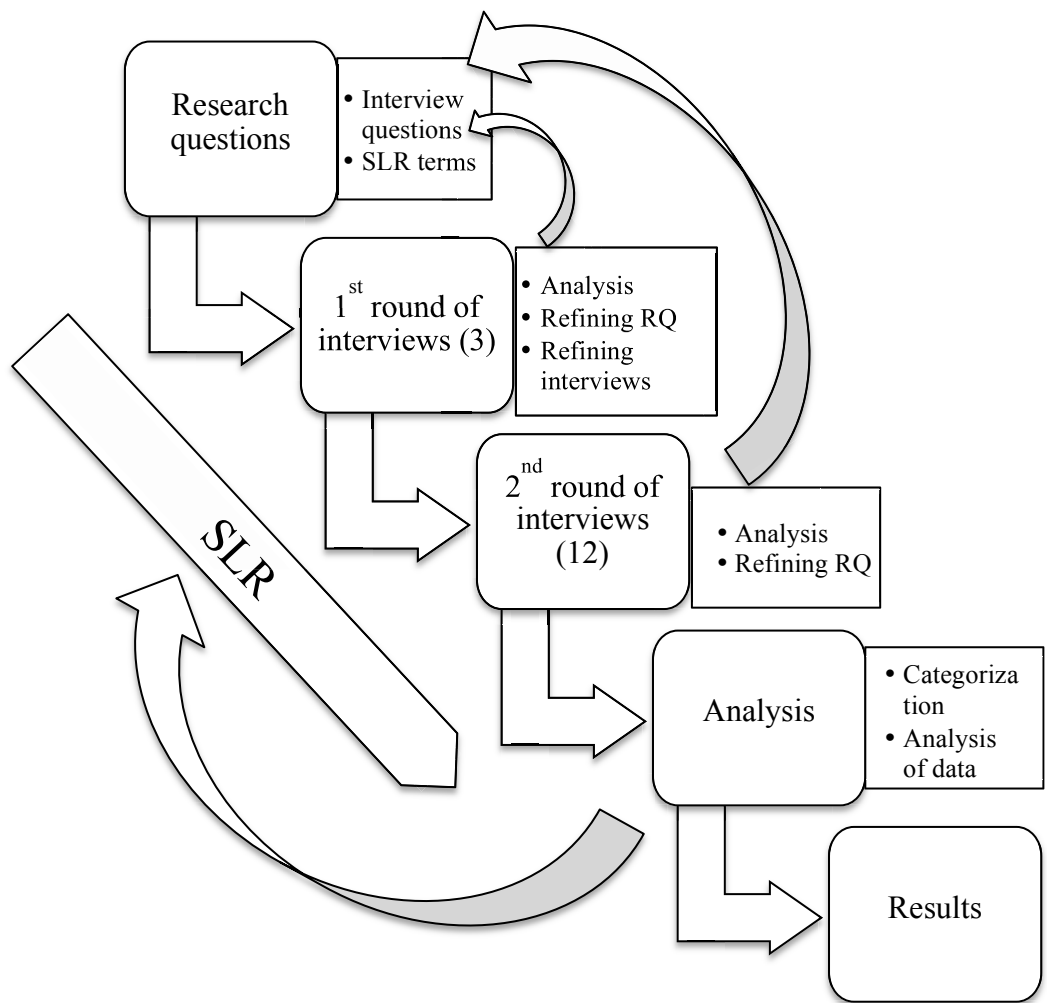 Research
questions
• Interview
questions
• SLR terms
1st round of
interviews (3)
• Analysis
• Refining RQ
• Refining
interviews
2nd round of
interviews
(12)
• Analysis
• Refining RQ
SLR
Analysis
• Categoriza
tion
• Analysis
of data
Results